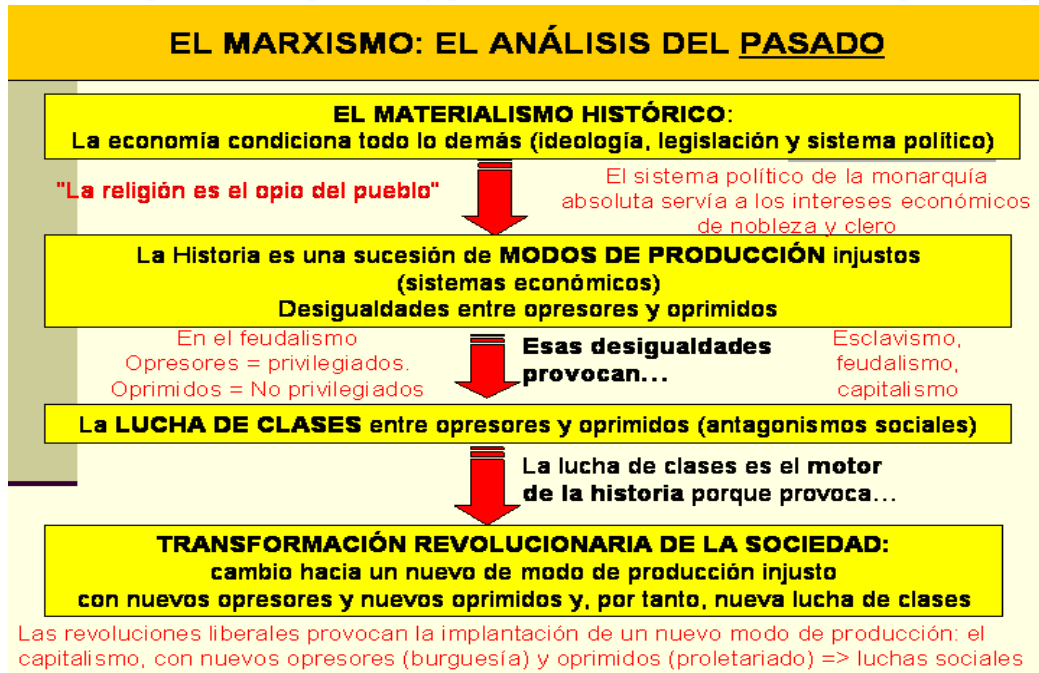 EL MARXISMO: EL ANÁLISIS DEL PASADO
EL MATERIALISMO HISTÓRICO:
La economía condiciona todo lo demás (ideología, legislación y sistema político)
"La religión es el opio del pueblo"
El sistema político de la monarquía
absoluta servía a los intereses económicos
de nobleza y clero
La Historia es una sucesión de MODOS DE PRODUCCIÓN injustos
(sistemas económicos)
Desigualdades entre opresores y oprimidos
En el feudalismo
Opresores = privilegiados.
Oprimidos = No privilegiados
Esas desigualdades
provocan...
Esclavismo,
feudalismo,
capitalismo
La LUCHA DE CLASES entre opresores y oprimidos (antagonismos sociales)
La lucha de clases es el motor
de la historia porque provoca...
TRANSFORMACIÓN REVOLUCIONARIA DE LA SOCIEDAD:
cambio hacia un nuevo de modo de producción injusto
con nuevos opresores y nuevos oprimidos y, por tanto, nueva lucha de clases
Las revoluciones liberales provocan la implantación de un nuevo modo de producción: el
capitalismo, con nuevos opresores (burguesía) y oprimidos (proletariado) => luchas sociales